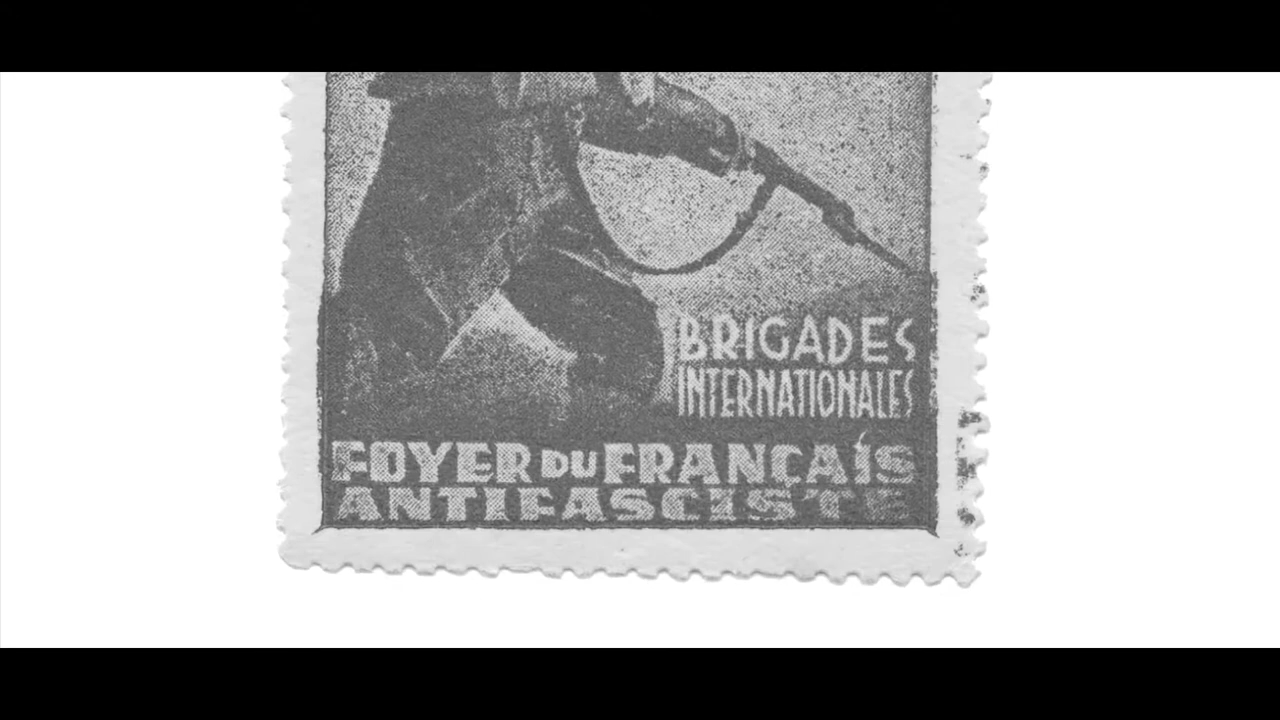 BRIGADES
INTERNATIONALES
FOYER DU FRANÇAIS
ANTIFASCISTE